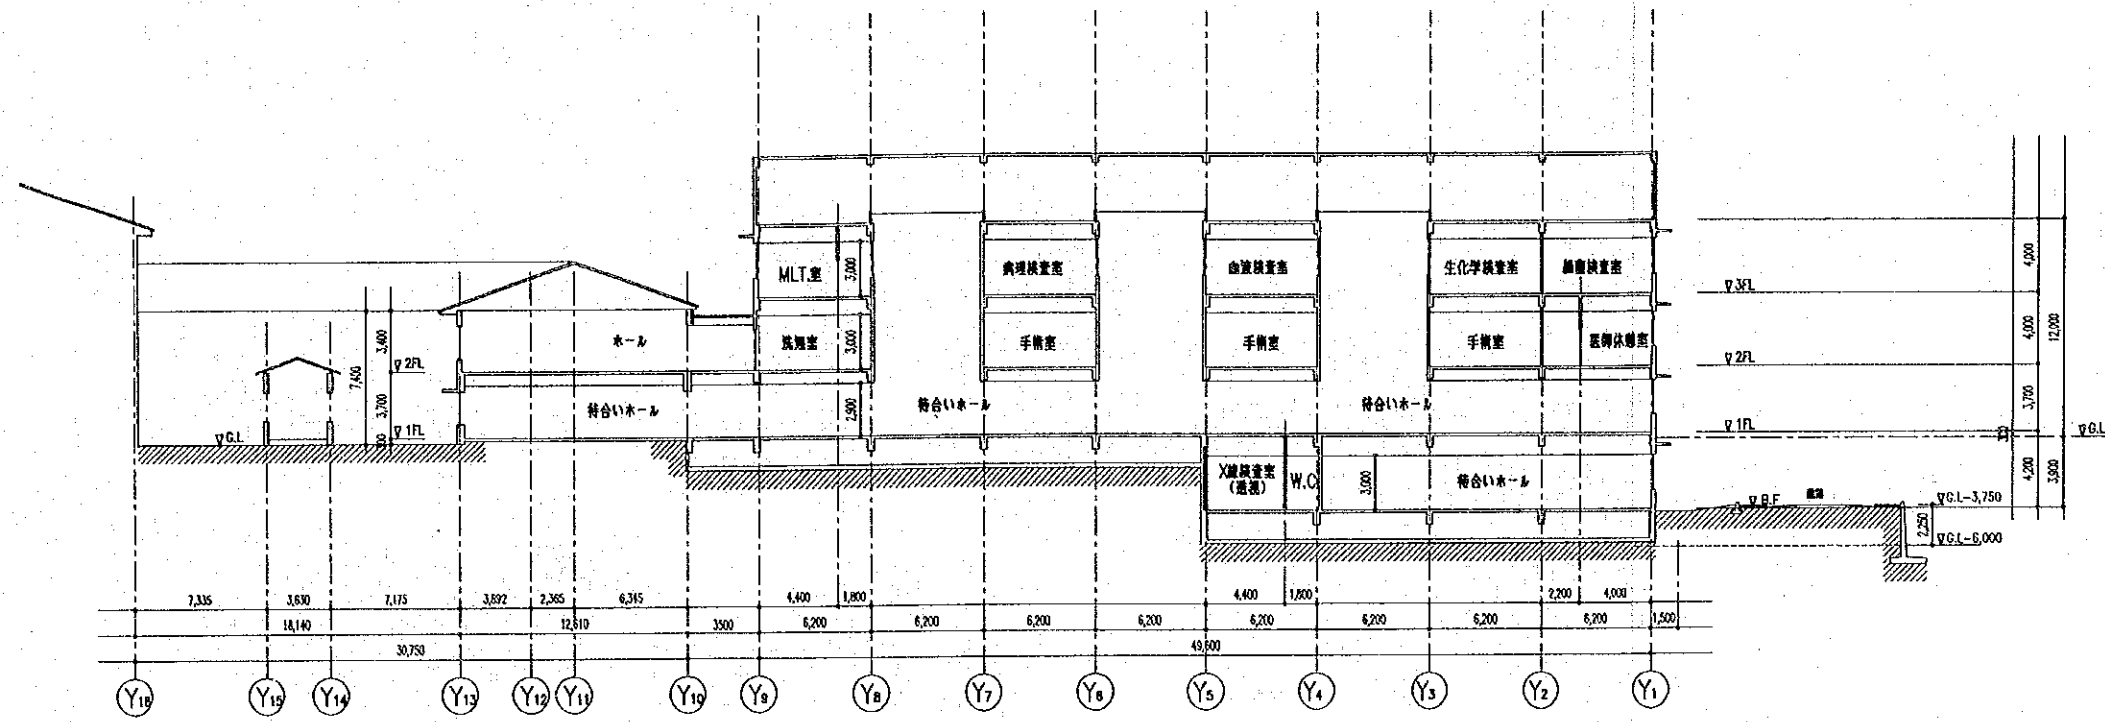 MLT.室
3,000
病理検査室
血液検査室
生化学検査室
細菌検査室
4,000
▽3FL
ホール
洗濯室
3,000
手術室
手術室
手術室
医師休憩室
4,000
12,000
7,400
3,400
▽2FL
▽2FL
3,700
待合いホール
2,900
待合いホール
待合いホール
3,700
▽G.L
▽1FL
▽1FL
▽G.L
X線検査室
(透視)
W.C
3,000
待合いホール
4,200
3,900
▽B.F
▽G.L-3,750
2,250
▽G.L-6,000
7,335
3,630
7,175
3,892
2,365
6,345
4,400
1,800
4,400
1,800
2,200
4,000
18,140
12,610
3500
6,200
6,200
6,200
6,200
6,200
6,200
6,200
6,200
1,500
30,750
49,600
Y16
Y15
Y14
Y13
Y12
Y11
Y10
Y9
Y8
Y7
Y6
Y5
Y4
Y3
Y2
Y1